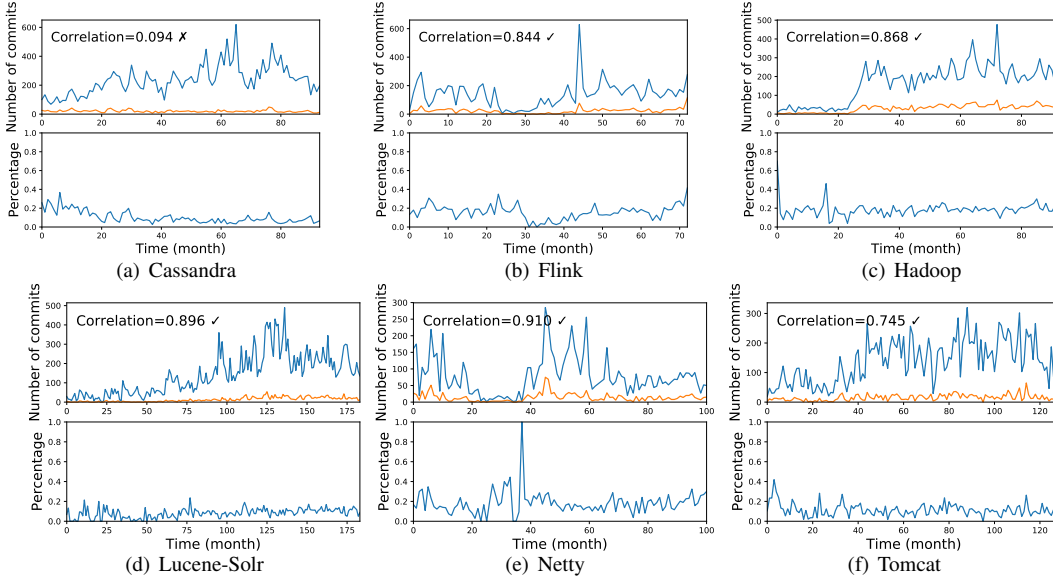 Number of commits
600
400
200
0
Correlation=0.094 ✗
0 20 40 60 80
Percentage
1.0
0.8
0.6
0.4
0.2
0.0
0 20 40 60 80
Time (month)
(a) Cassandra
Number of commits
600
400
200
0
Correlation=0.844 ✓
0 10 20 30 40 50 60 70
Percentage
1.0
0.8
0.6
0.4
0.2
0.0
0 10 20 30 40 50 60 70
Time (month)
(b) Flink
Number of commits
500
400
300
200
100
0
Correlation=0.868 ✓
0 20 40 60 80
Percentage
1.0
0.8
0.6
0.4
0.2
0.0
0 20 40 60 80
Time (month)
(c) Hadoop
Number of commits
500
400
300
200
100
0
Correlation=0.896 ✓
0 25 50 75 100 125 150 175
Percentage
1.0
0.8
0.6
0.4
0.2
0.0
0 25 50 75 100 125 150 175
Time (month)
(d) Lucene-Solr
Number of commits
300
250
200
150
100
50
0
Correlation=0.910 ✓
0 20 40 60 80 100
Percentage
1.0
0.8
0.6
0.4
0.2
0.0
0 20 40 60 80 100
Time (month)
(e) Netty
Number of commits
300
200
100
0
Correlation=0.745 ✓
0 20 40 60 80 100 120
Percentage
1.0
0.8
0.6
0.4
0.2
0.0
0 20 40 60 80 100 120
Time (month)
(f) Tomcat